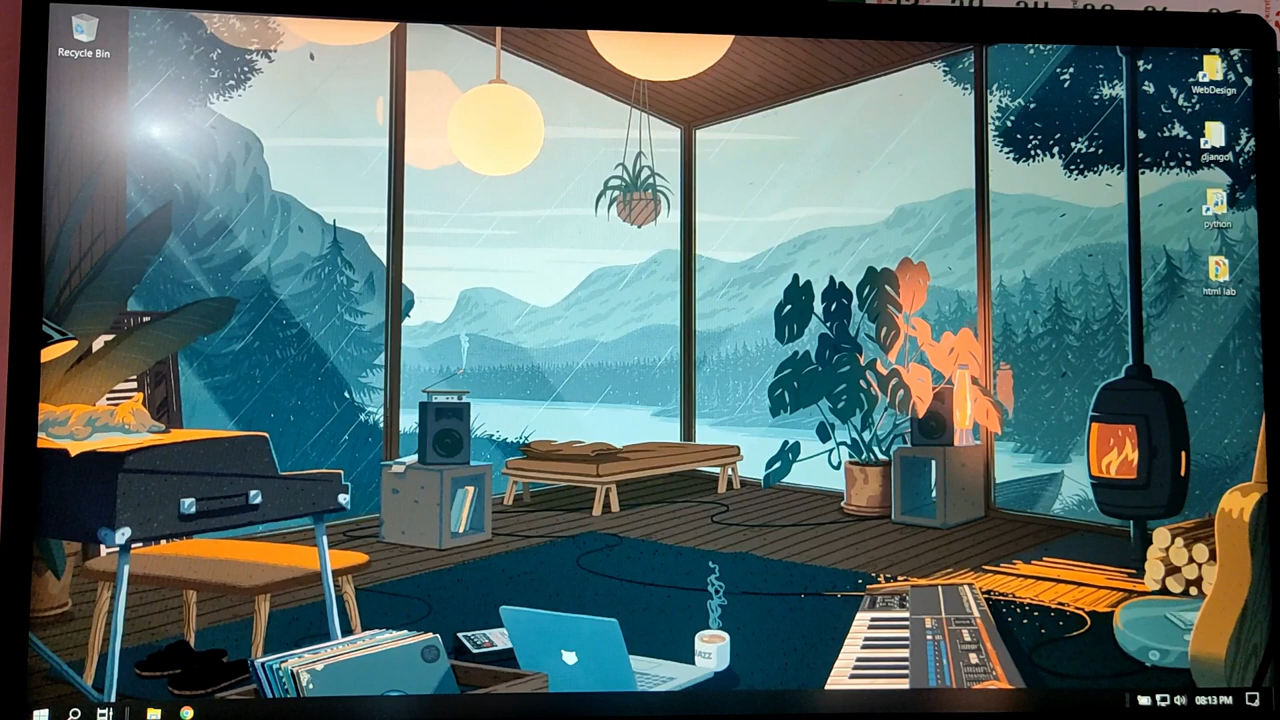 Recycle Bin
WebDesign
django
python
html lab
JAZZ
08:13 PM